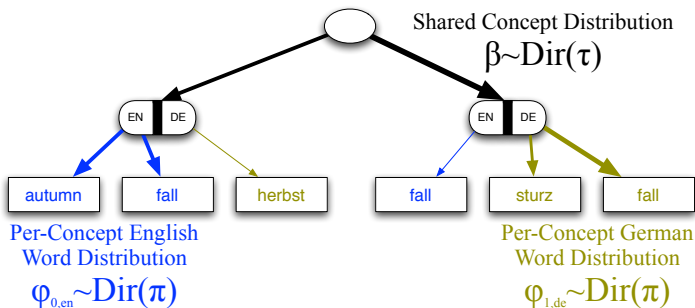 Shared Concept Distribution
β~Dir(τ)
EN DE
EN DE
autumn fall herbst
fall sturz fall
Per-Concept English
Word Distribution
φ0,en~Dir(π)
Per-Concept German
Word Distribution
φ1,de~Dir(π)